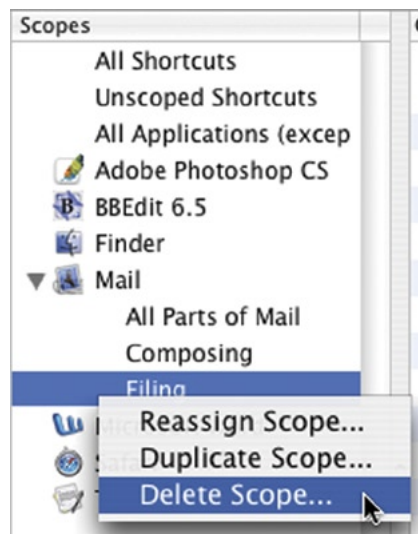 Scopes
All Shortcuts
Unscoped Shortcuts
All Applications (excep
Adobe Photoshop CS
BBEdit 6.5
Finder
Mail
All Parts of Mail
Composing
Filing
Reassign Scope...
Duplicate Scope...
Delete Scope...